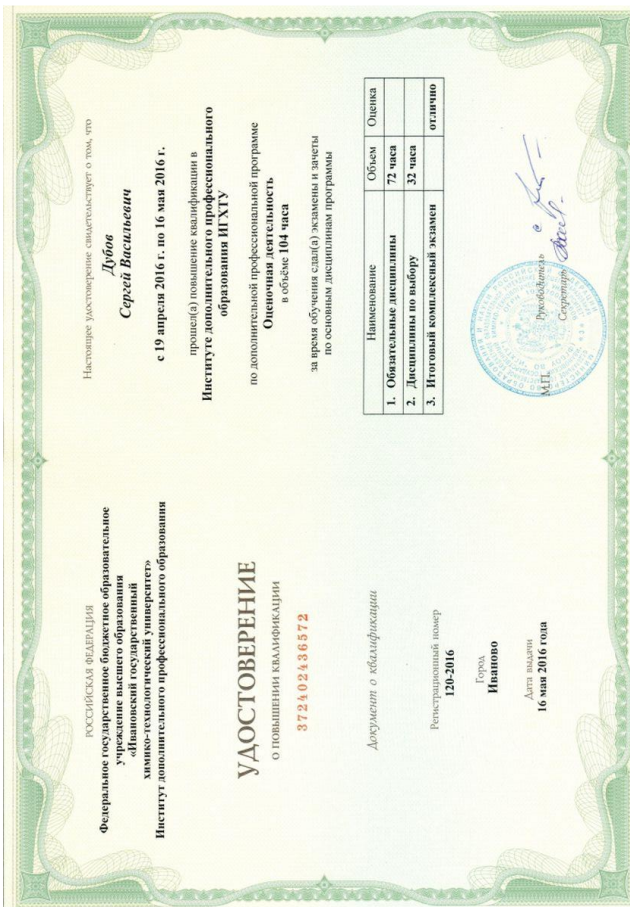 РОССИЙСКАЯ ФЕДЕРАЦИЯ
Федеральное государственное бюджетное образовательное
учреждение высшего образования
«Ивановский государственный
химико-технологический университет»
Институт дополнительного профессионального образования
УДОСТОВЕРЕНИЕ
О ПОВЫШЕНИИ КВАЛИФИКАЦИИ
372402436572
Документ о квалификации
Регистрационный номер
120-2016
Город
Иваново
Дата выдачи
16 мая 2016 года
Настоящее удостоверение свидетельствует о том, что
Дубов
Сергей Васильевич
с 19 апреля 2016 г. по 16 мая 2016 г.
прошел(а) повышение квалификации в
Институте дополнительного профессионального
образования ИГХТУ
по дополнительной профессиональной программе
Оценочная деятельность
в объёме 104 часа
за время обучения сдал(а) экзамены и зачеты
по основным дисциплинам программы
Наименование Объем Оценка
1. Обязательные дисциплины 72 часа
2. Дисциплины по выбору 32 часа
3. Итоговый комплексный экзамен отлично
Руководитель
М.П.
Секретарь